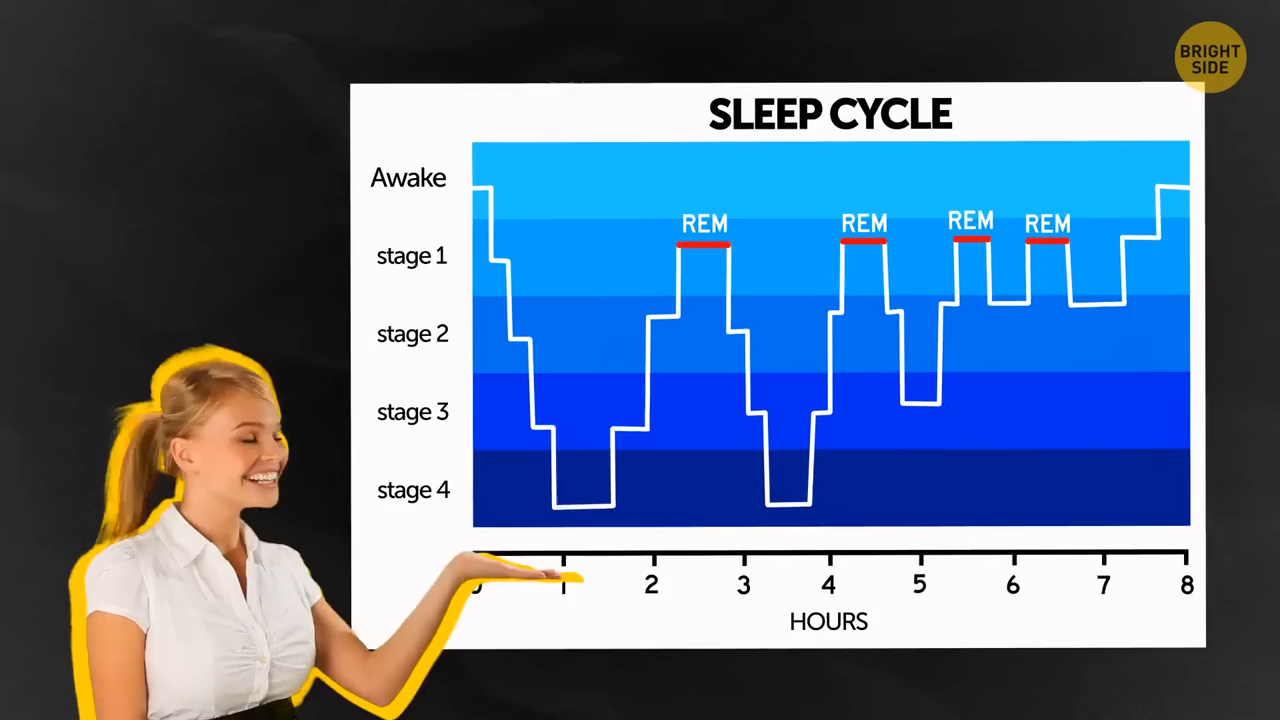 BRIGHT
SIDE
SLEEP CYCLE
Awake
stage 1
stage 2
stage 3
stage 4
REM
REM
REM
REM
1 2 3 4 5 6 7 8
HOURS